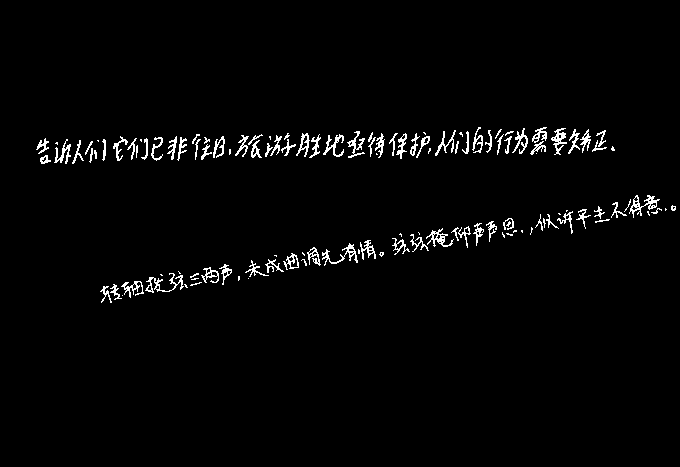 告诉人们它们已非往日,旅游胜地亟待保护,人们的行为需要矫正.
转轴拨弦三两声,未成曲调先有情。弦弦掩仰声声思.,似诉平生不得意.。